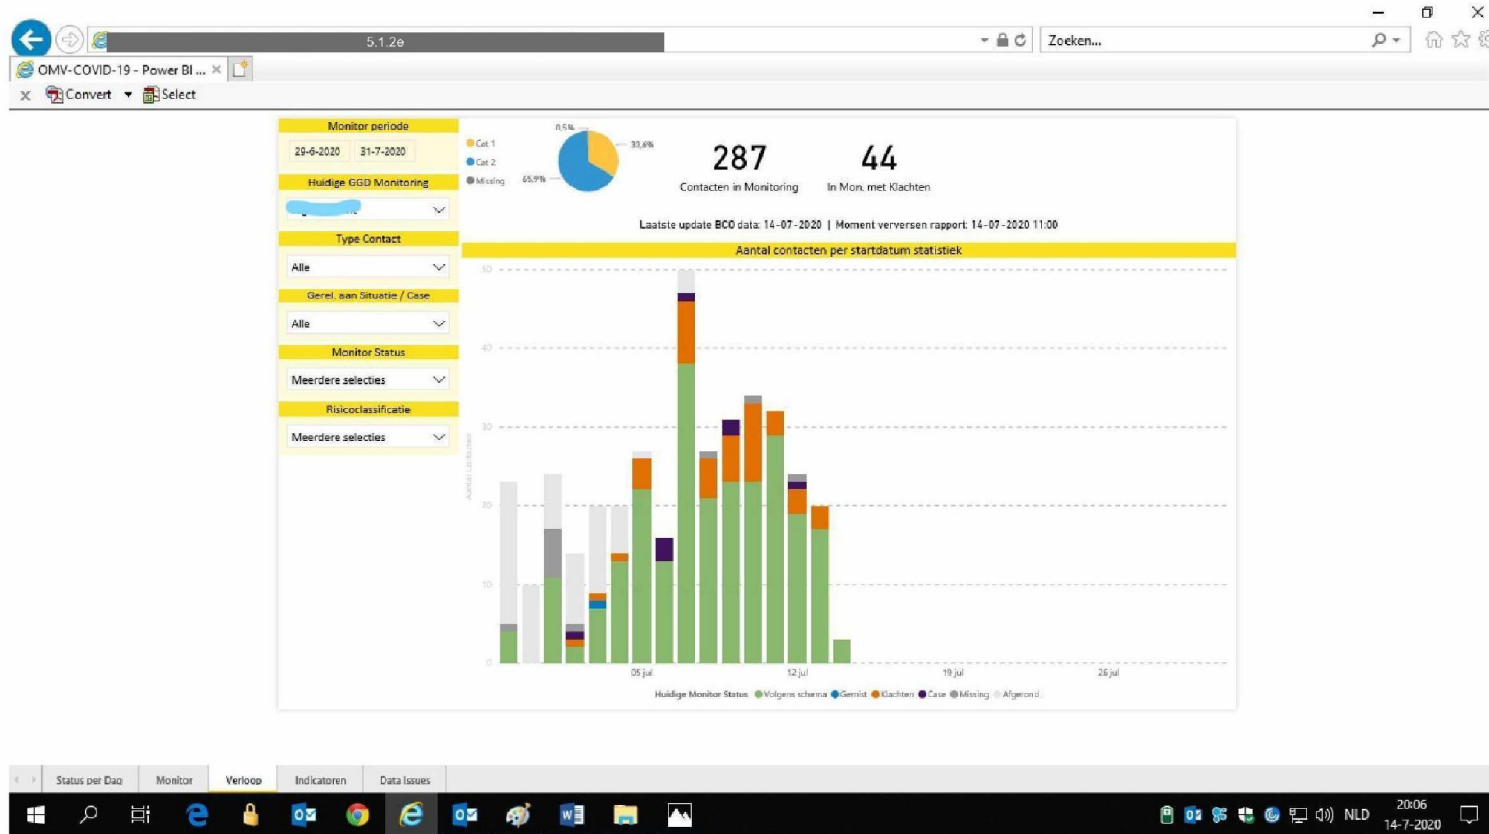 5.1.2e
Zoeken...
OMV-COVID-19 - Power BI ...
x Convert Select
Monitor periode
29-6-2020 31-7-2020
Huidige GGD Monitoring
Type Contact
Alle
Gerel. aan Situatie / Case
Alle
Monitor Status
Meerdere selecties
Risicoclassificatie
Meerdere selecties
Cat 1
Cat 2
Missing
0,5%
33,6%
65,9%
287
Contacten in Monitoring
44
In Mon. met Klachten
Laatste update BCO data: 14-07-2020 | Moment verversen rapport: 14-07-2020 11:00
Aantal contacten per startdatum statistiek
Aantal contacten
50
40
30
20
10
0
05 jul
12 jul
19 jul
26 jul
Huidige Monitor Status Volgens schema Gemist Klachten Case Missing Afgerond
Status per Dag Monitor Verloop Indicatoren Data Issues
NLD
20:06
14-7-2020